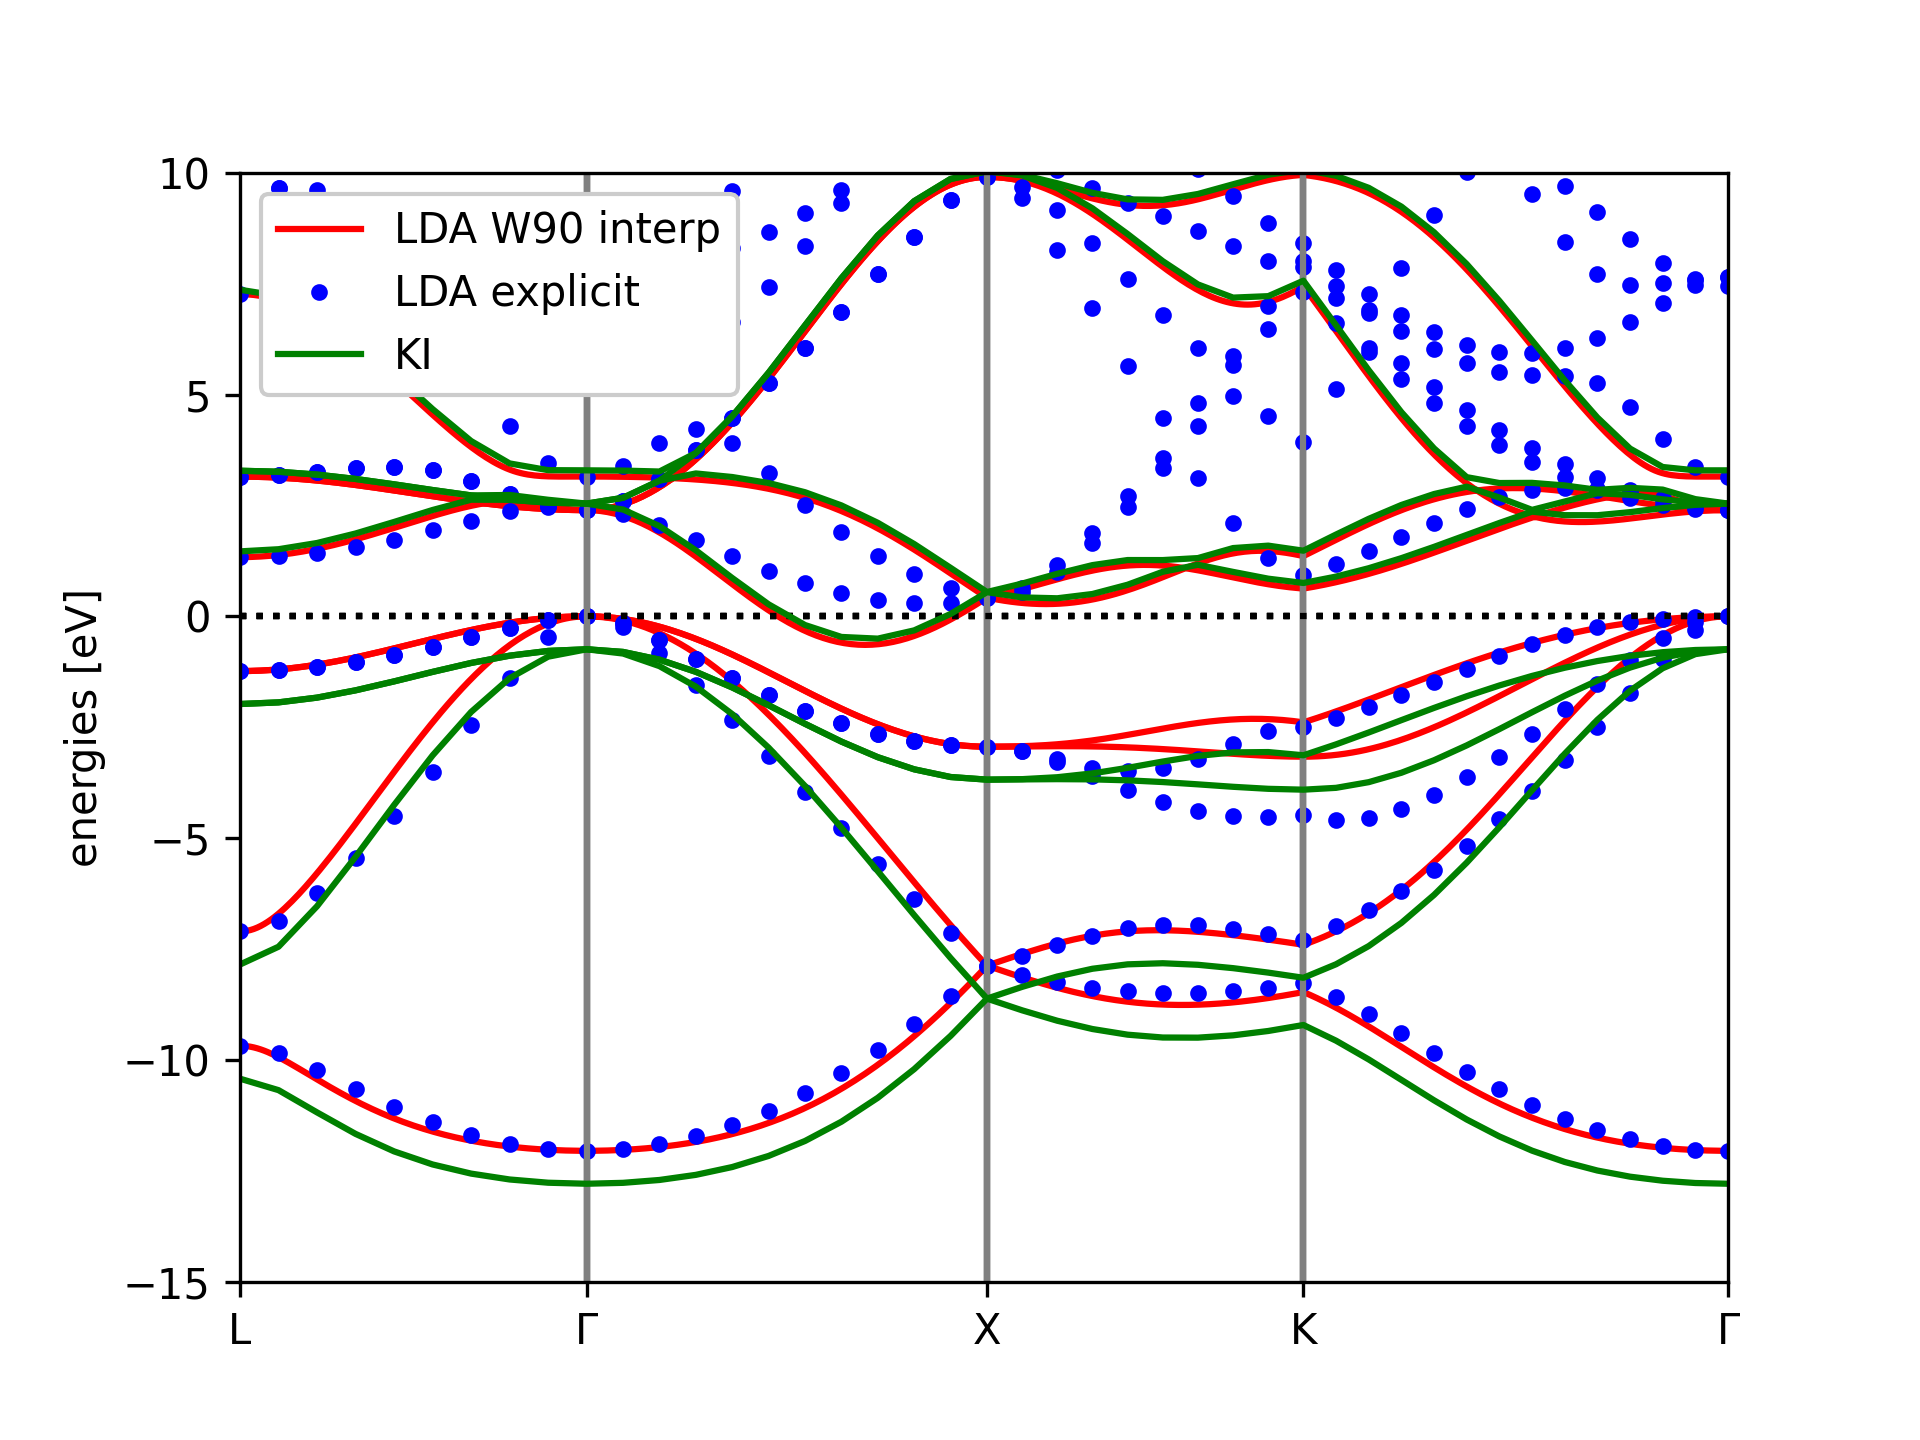 10
5
0
−5
−10
−15
energies [eV]
LDA W90 interp
LDA explicit
KI
L
Γ
X
K
Γ